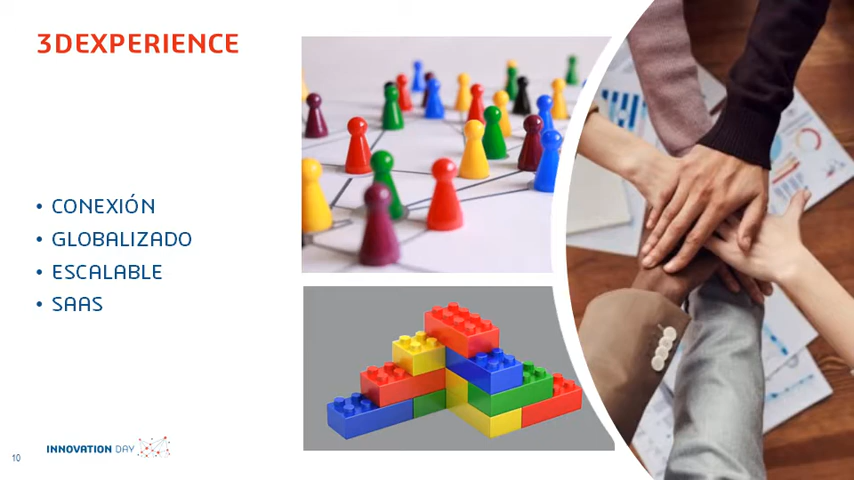 3DEXPERIENCE
• CONEXIÓN
• GLOBALIZADO
• ESCALABLE
• SAAS
10
INNOVATION DAY